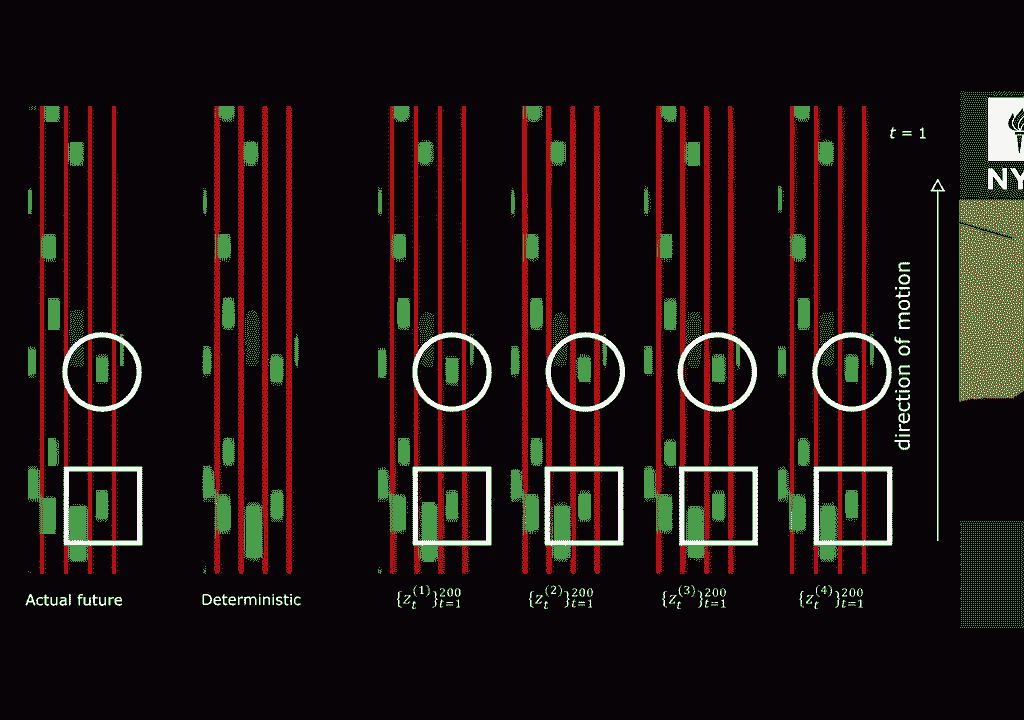 t = 1
NY
direction of motion
Actual future
Deterministic
{z_t^{(1)}}_{t=1}^{200}
{z_t^{(2)}}_{t=1}^{200}
{z_t^{(3)}}_{t=1}^{200}
{z_t^{(4)}}_{t=1}^{200}